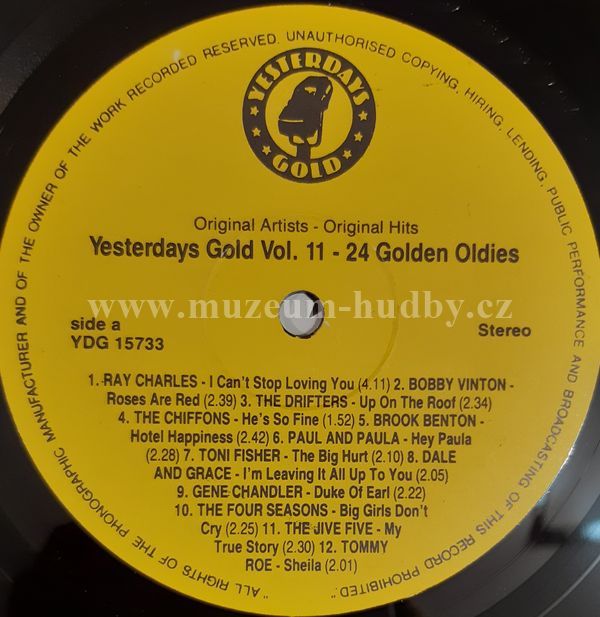 "ALL RIGHTS OF THE PHONOGRAPHIC MANUFACTURER AND OF THE OWNER OF THE WORK RECORDED RESERVED. UNAUTHORISED COPYING, HIRING, LENDING, PUBLIC PERFORMANCE AND BROADCASTING OF THIS RECORD PROHIBITED"
YESTERDAYS
GOLD
Original Artists - Original Hits
Yesterdays Gold Vol. 11 - 24 Golden Oldies
www.muzeum-hudby.cz
side a
YDG 15733
Stereo
1. RAY CHARLES - I Can't Stop Loving You (4.11) 2. BOBBY VINTON -
Roses Are Red (2.39) 3. THE DRIFTERS - Up On The Roof (2.34)
4. THE CHIFFONS - He's So Fine (1.52) 5. BROOK BENTON -
Hotel Happiness (2.42) 6. PAUL AND PAULA - Hey Paula
(2.28) 7. TONI FISHER - The Big Hurt (2.10) 8. DALE
AND GRACE - I'm Leaving It All Up To You (2.05)
9. GENE CHANDLER - Duke Of Earl (2.22)
10. THE FOUR SEASONS - Big Girls Don't
Cry (2.25) 11. THE JIVE FIVE - My
True Story (2.30) 12. TOMMY
ROE - Sheila (2.01)